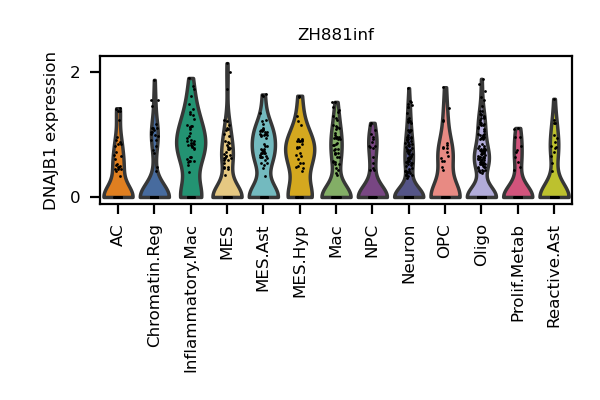 ZH881inf
DNAJB1 expression
2
0
AC
Chromatin.Reg
Inflammatory.Mac
MES
MES.Ast
MES.Hyp
Mac
NPC
Neuron
OPC
Oligo
Prolif.Metab
Reactive.Ast